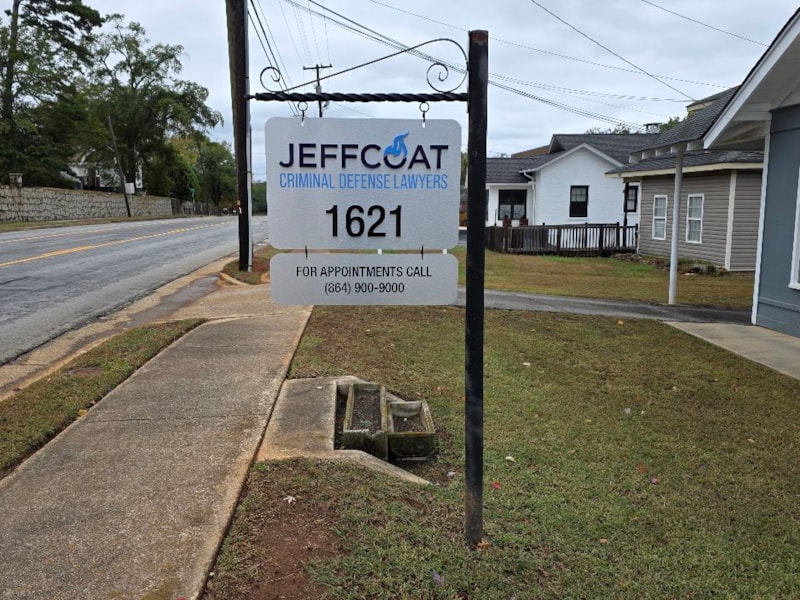 JEFFCOAT
CRIMINAL DEFENSE LAWYERS
1621
FOR APPOINTMENTS CALL
(864) 900-9000